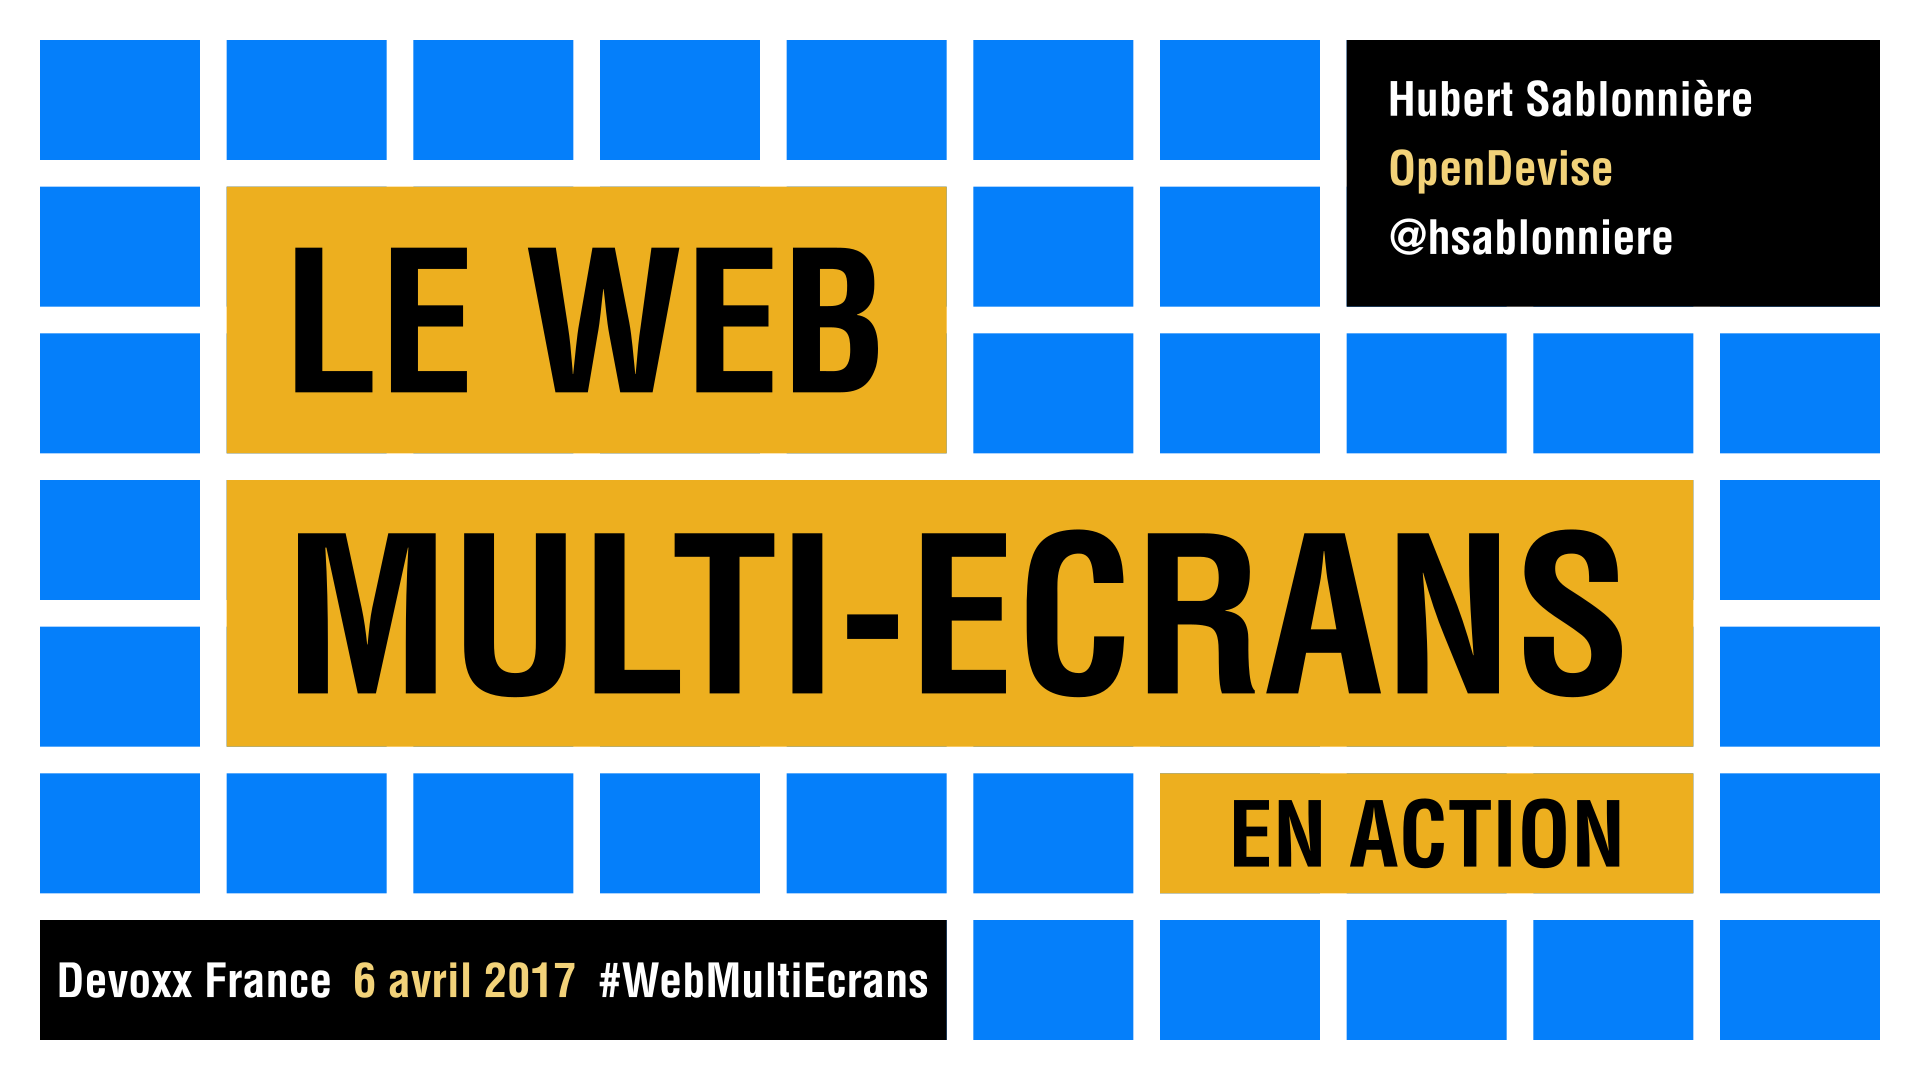 Hubert Sablonnière
OpenDevise
@hsablonniere
LE WEB
MULTI-ECRANS
EN ACTION
Devoxx France 6 avril 2017 #WebMultiEcrans